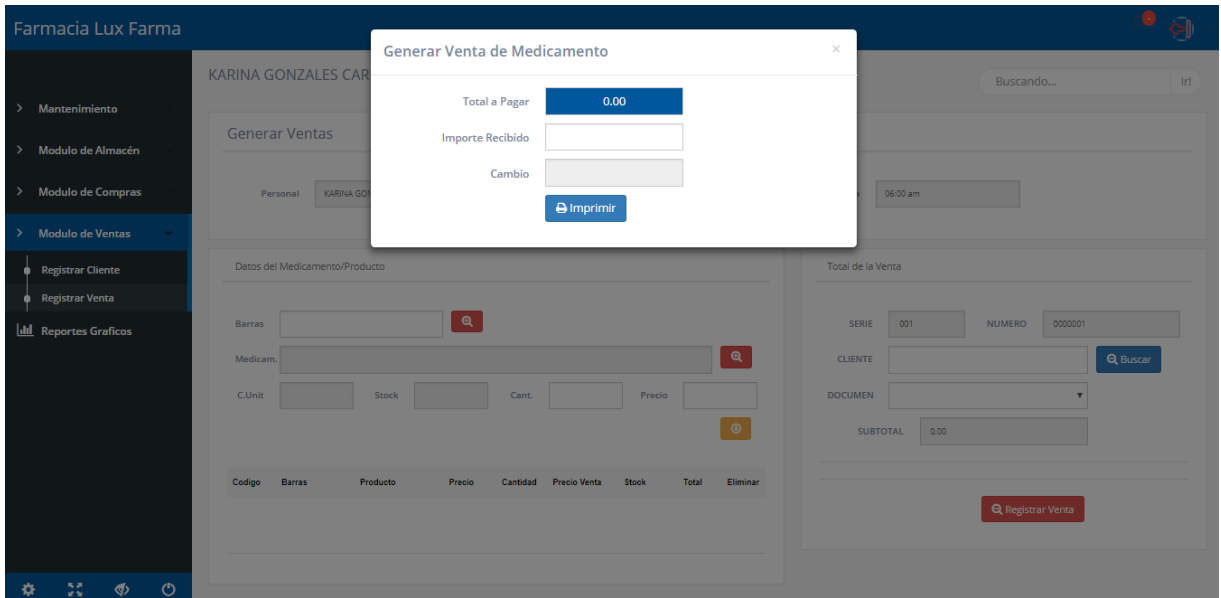 Farmacia Lux Farma
Generar Venta de Medicamento ×
Total a Pagar 0.00
Importe Recibido
Cambio
Imprimir
KARINA GONZALES CAR
Buscando... Ir!
Mantenimiento
Modulo de Almacén
Modulo de Compras
Modulo de Ventas
Registrar Cliente
Registrar Venta
Reportes Graficos
Generar Ventas
Personal KARINA GON
06:00 am
Datos del Medicamento/Producto
Barras
Medicam.
C.Unit Stock Cant. Precio
Codigo Barras Producto Precio Cantidad Precio Venta Stock Total Eliminar
Total de la Venta
SERIE 001 NUMERO 0000001
CLIENTE Buscar
DOCUMEN
SUBTOTAL 0.00
Registrar Venta